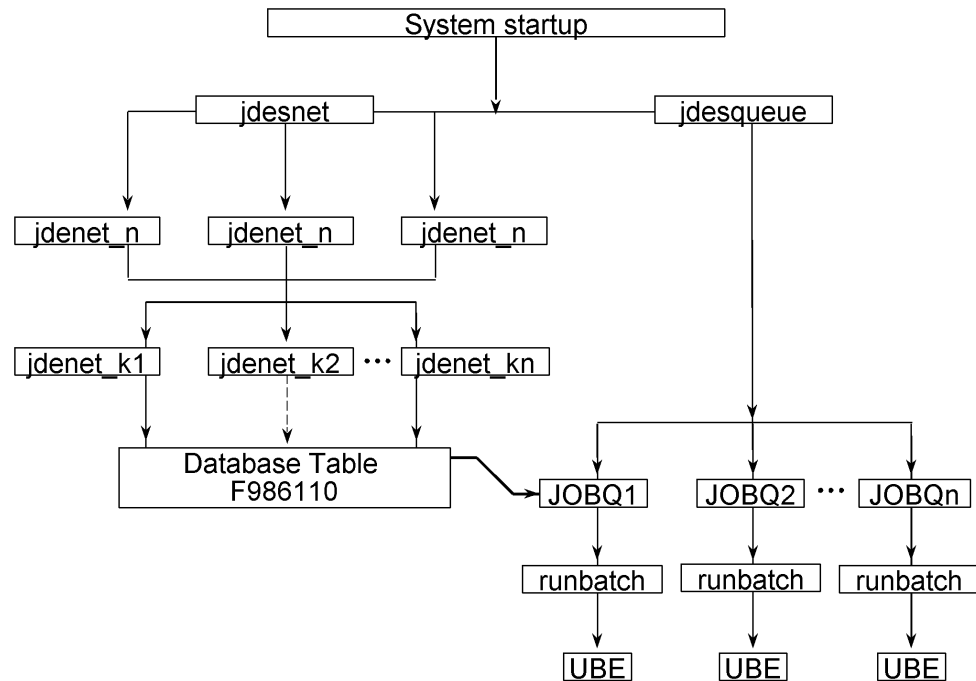 System startup
jdesnet
jdesqueue
jdenet_n
jdenet_n
jdenet_n
jdenet_k1
jdenet_k2
...
jdenet_kn
Database Table
F986110
JOBQ1
JOBQ2
...
JOBQn
runbatch
runbatch
runbatch
UBE
UBE
UBE